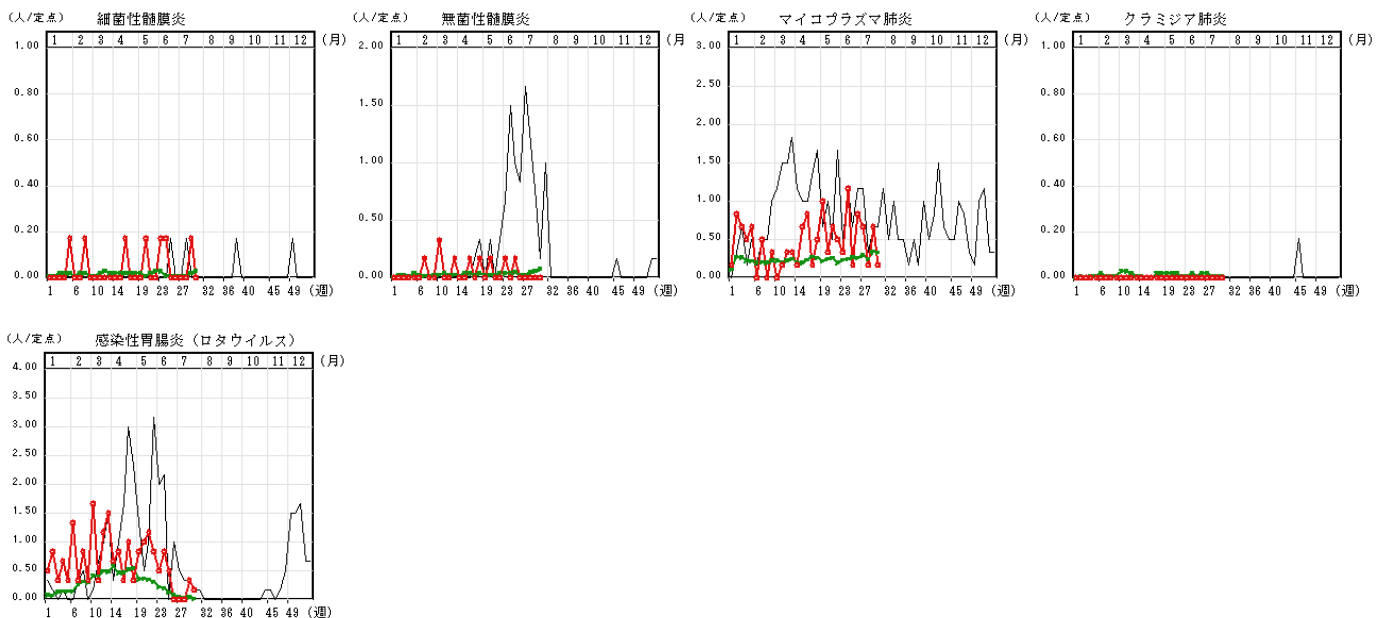 (人/定点) 細菌性髄膜炎
1.00 1 2 3 4 5 6 7 8 9 10 11 12 (月)
0.80
0.60
0.40
0.20
0.00
1 6 10 14 19 23 27 32 36 40 45 49 (週)
(人/定点) 無菌性髄膜炎
2.00 1 2 3 4 5 6 7 8 9 10 11 12 (月
1.50
1.00
0.50
0.00
1 6 10 14 19 23 28 32 36 40 45 49 (週)
(人/定点) マイコプラズマ肺炎
3.00 1 2 3 4 5 6 7 8 9 10 11 12 (月)
2.50
2.00
1.50
1.00
0.50
0.00
1 6 10 14 19 23 27 32 36 40 45 49 (週)
(人/定点) クラミジア肺炎
1.00 1 2 3 4 5 6 7 8 9 10 11 12 (月)
0.80
0.60
0.40
0.20
0.00
1 6 10 14 19 23 27 32 36 40 45 49 (週)
(人/定点) 感染性胃腸炎（ロタウイルス）
4.00 1 2 3 4 5 6 7 8 9 10 11 12 (月)
3.50
3.00
2.50
2.00
1.50
1.00
0.50
0.00
1 6 10 14 19 23 27 32 36 40 45 49 (週)